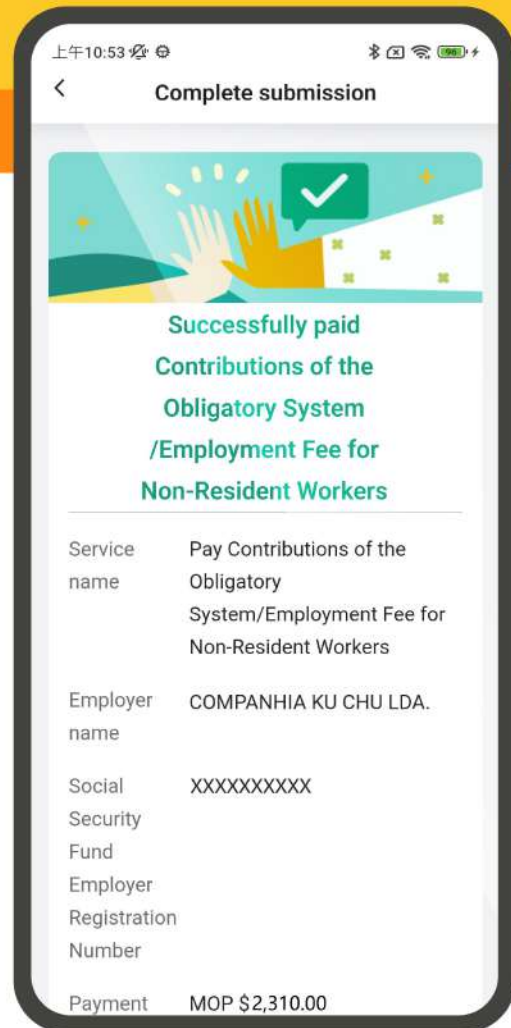 上午10:53
96
Complete submission
Successfully paid
Contributions of the
Obligatory System
/Employment Fee for
Non-Resident Workers
Service name
Pay Contributions of the
Obligatory
System/Employment Fee for
Non-Resident Workers
Employer name
COMPANHIA KU CHU LDA.
Social
Security
Fund
Employer
Registration
Number
XXXXXXXXXX
Payment MOP $2,310.00